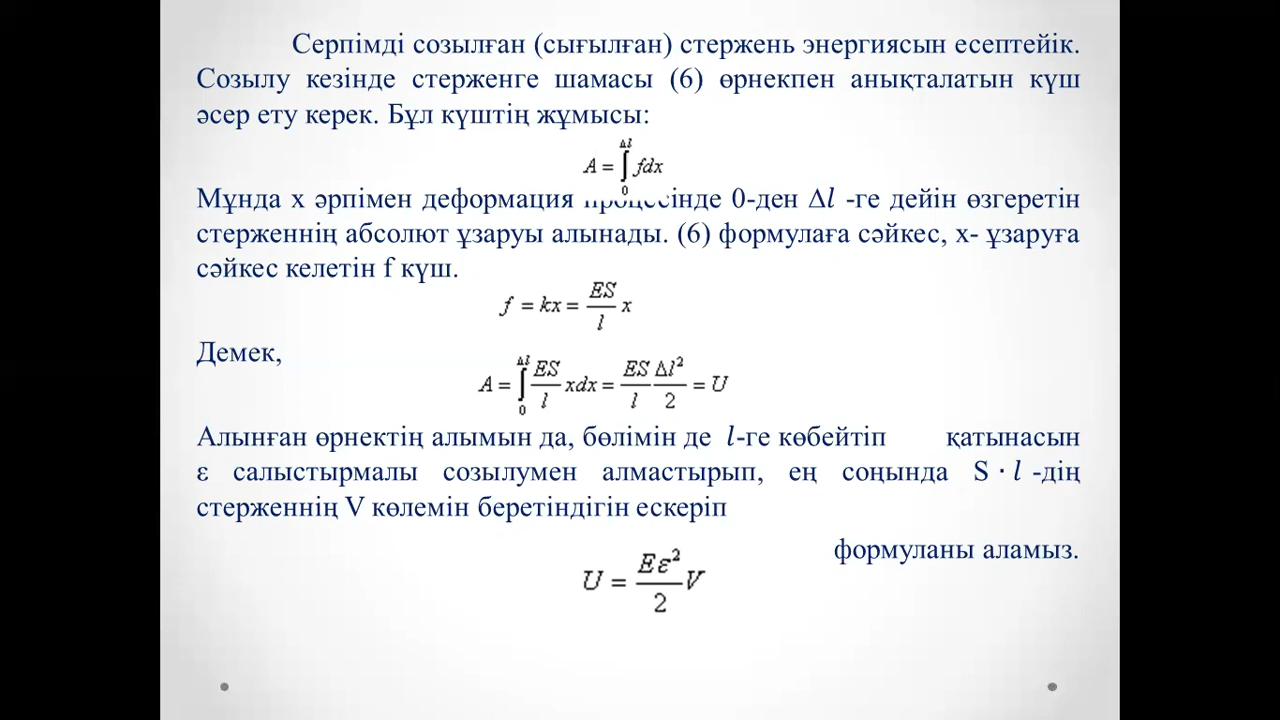 Серпімді созылған (сығылған) стержень энергиясын есептейік.
Созылу кезінде стерженге шамасы (6) өрнекпен анықталатын күш
әсер ету керек. Бұл күштің жұмысы:
A = ∫₀^Δl fdx
Мұнда x әрпімен деформация процесінде 0-ден Δl -ге дейін өзгеретін
стерженнің абсолют ұзаруы алынады. (6) формулаға сәйкес, x- ұзаруға
сәйкес келетін f күш.
f = kx = ES/l x
Демек,
A = ∫₀^Δl ES/l xdx = ES/l Δl²/2 = U
Алынған өрнектің алымын да, бөлімін де l-ге көбейтіп қатынасын
ε салыстырмалы созылумен алмастырып, ең соңында S · l -дің
стерженнің V көлемін беретіндігін ескеріп
формуланы аламыз.
U = Eε²/2 V